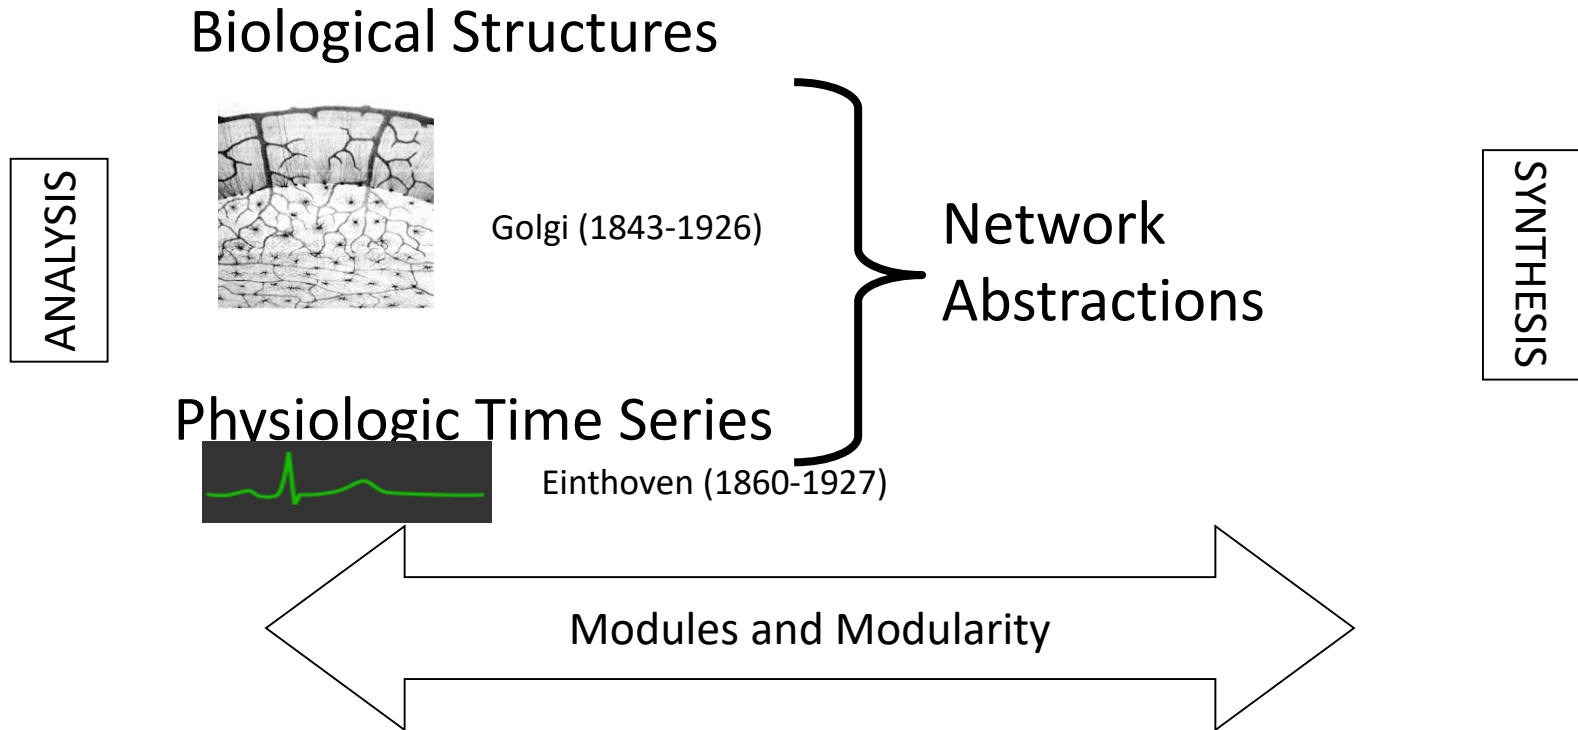 Biological Structures
ANALYSIS
Golgi (1843-1926)
Network
Abstractions
SYNTHESIS
Physiologic Time Series
Einthoven (1860-1927)
Modules and Modularity